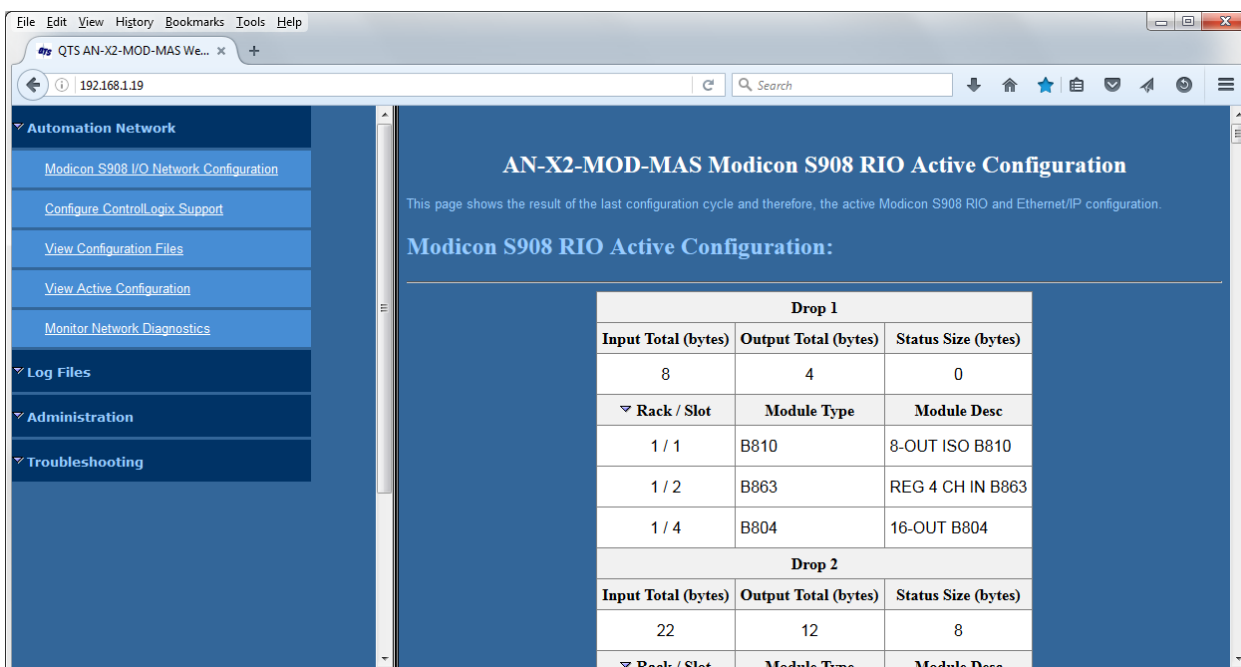 File Edit View History Bookmarks Tools Help
QTS AN-X2-MOD-MAS We...
192.168.1.19
Search
Automation Network
Modicon S908 I/O Network Configuration
Configure ControlLogix Support
View Configuration Files
View Active Configuration
Monitor Network Diagnostics
Log Files
Administration
Troubleshooting
AN-X2-MOD-MAS Modicon S908 RIO Active Configuration
This page shows the result of the last configuration cycle and therefore, the active Modicon S908 RIO and Ethernet/IP configuration.
Modicon S908 RIO Active Configuration:
Drop 1
Input Total (bytes) Output Total (bytes) Status Size (bytes)
8 4 0
Rack / Slot Module Type Module Desc
1 / 1 B810 8-OUT ISO B810
1 / 2 B863 REG 4 CH IN B863
1 / 4 B804 16-OUT B804
Drop 2
Input Total (bytes) Output Total (bytes) Status Size (bytes)
22 12 8
Rack / Slot Module Type Module Desc